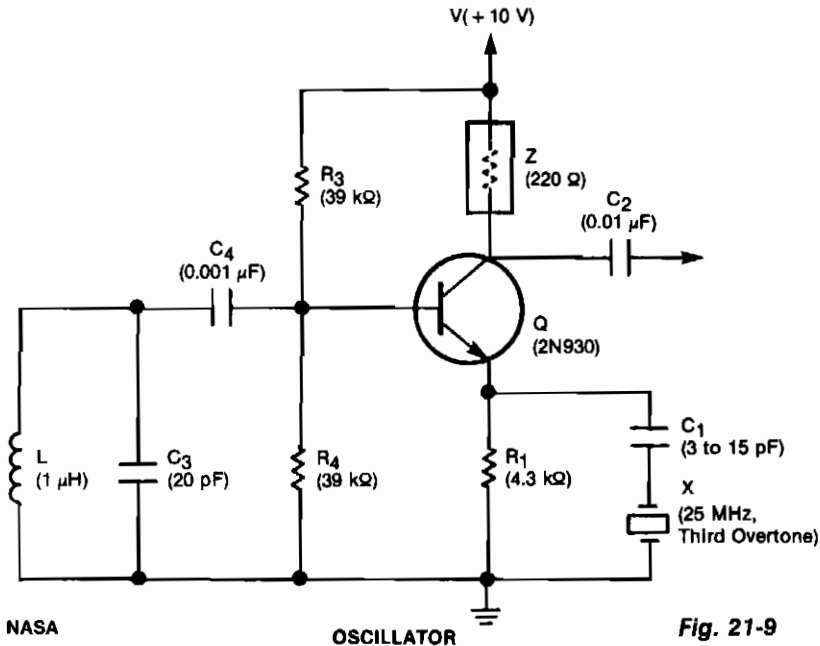 V(+ 10 V)
R3
(39 kΩ)
Z
(220 Ω)
C2
(0.01 μF)
C4
(0.001 μF)
Q
(2N930)
L
(1 μH)
C3
(20 pF)
R4
(39 kΩ)
R1
(4.3 kΩ)
C1
(3 to 15 pF)
X
(25 MHz,
Third Overtone)
NASA
OSCILLATOR
Fig. 21-9